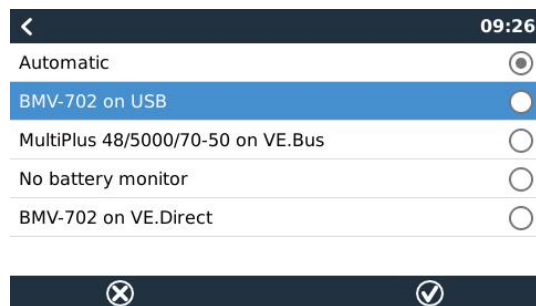 09:26
Automatic
BMV-702 on USB
MultiPlus 48/5000/70-50 on VE.Bus
No battery monitor
BMV-702 on VE.Direct